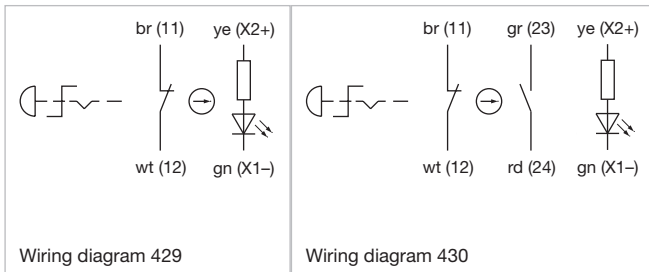 br (11) ye (X2+)
wt (12) gn (X1–)
Wiring diagram 429
br (11) gr (23) ye (X2+)
wt (12) rd (24) gn (X1–)
Wiring diagram 430